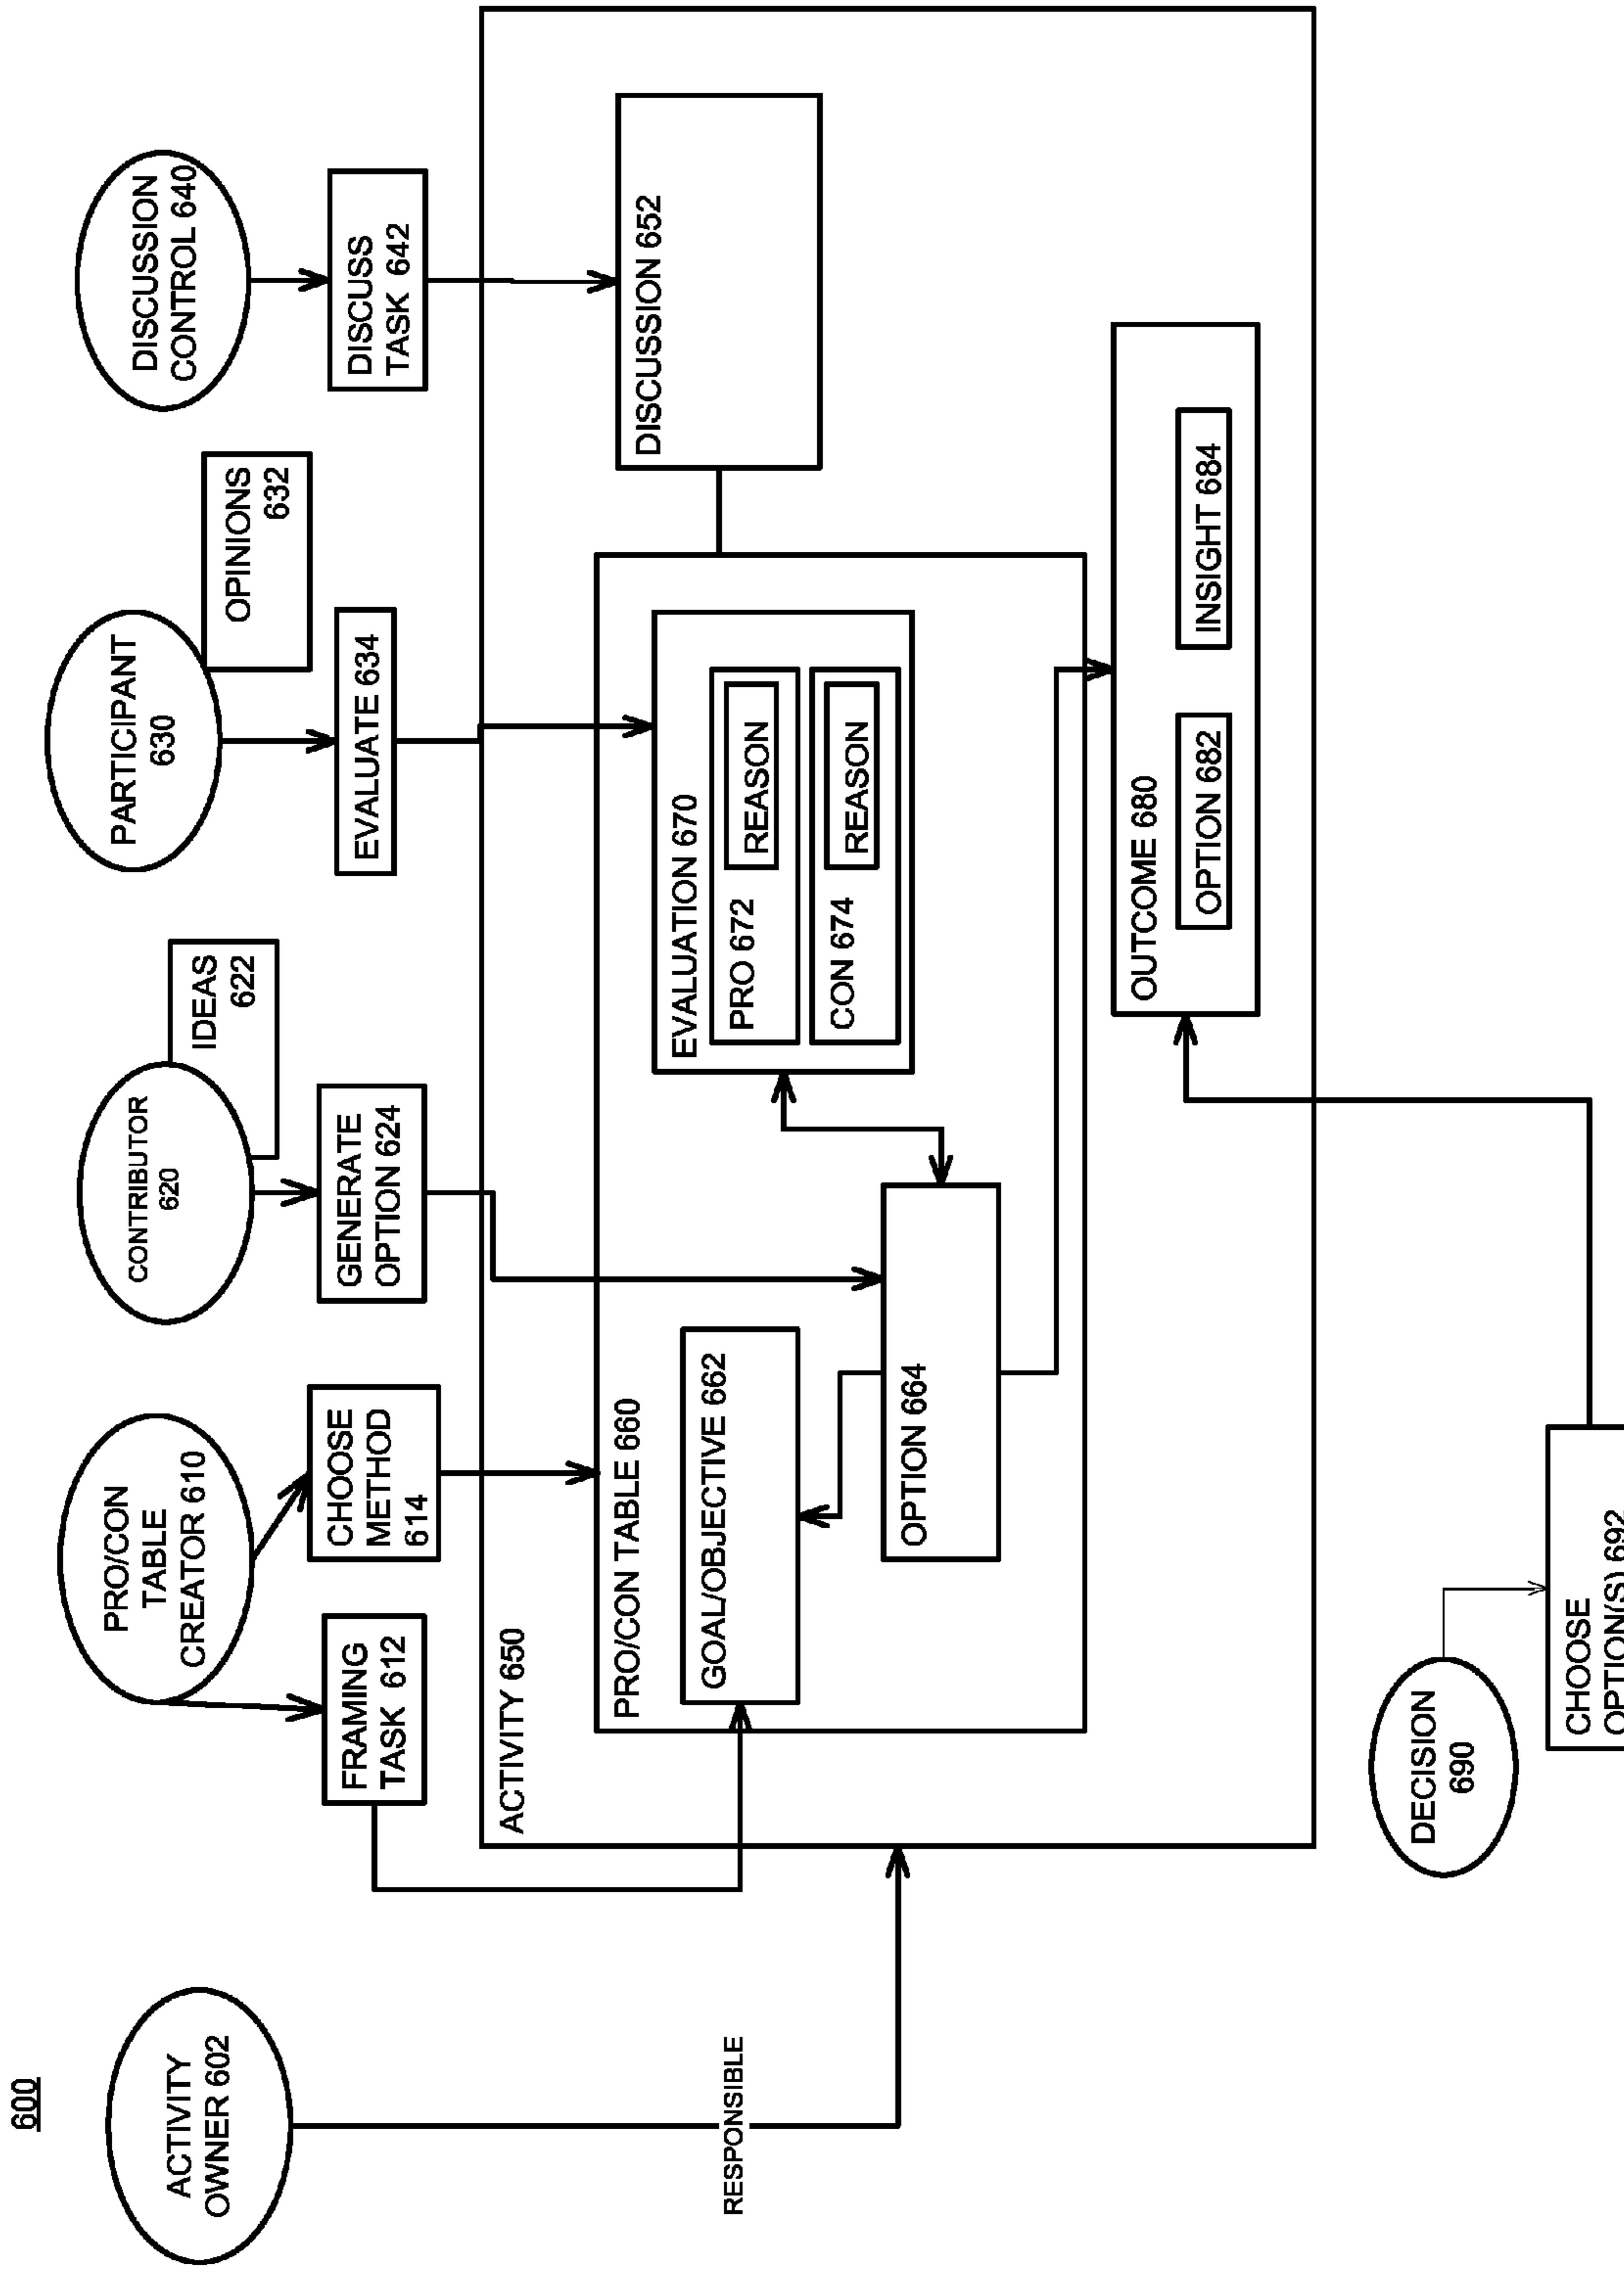 600
ACTIVITY
OWNER 602
RESPONSIBLE
PRO/CON
TABLE
CREATOR 610
FRAMING
TASK 612
CHOOSE
METHOD
614
CONTRIBUTOR
620
IDEAS
622
GENERATE
OPTION 624
PARTICIPANT
630
OPINIONS
632
EVALUATE 634
DISCUSSION
CONTROL 640
DISCUSS
TASK 642
ACTIVITY 650
PRO/CON TABLE 660
GOAL/OBJECTIVE 662
OPTION 664
EVALUATION 670
PRO 672
REASON
CON 674
REASON
DISCUSSION 652
OUTCOME 680
OPTION 682
INSIGHT 684
DECISION
690
CHOOSE
OPTION(S) 692